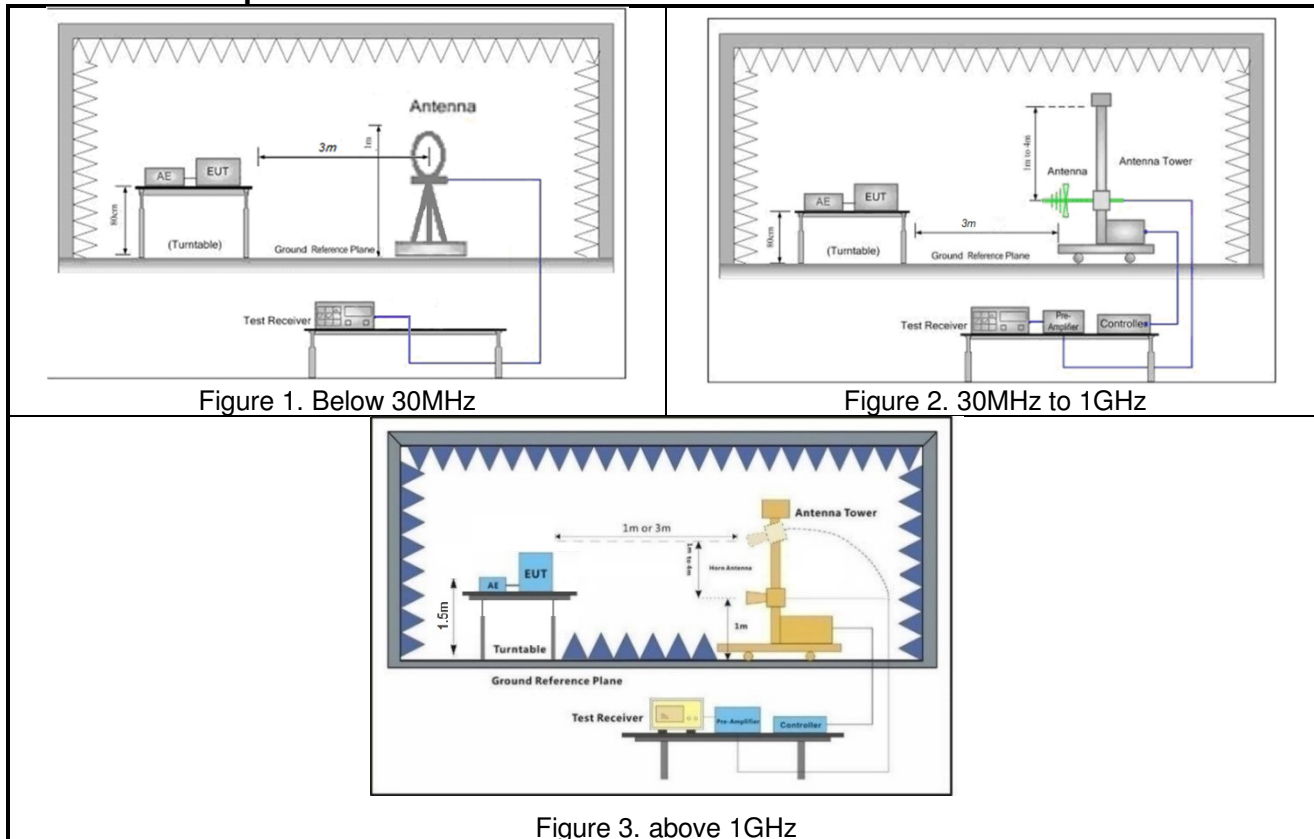 Antenna
3m
1m
AE
EUT
80cm
(Turntable)
Ground Reference Plane
Test Receiver
Figure 1. Below 30MHz
1m to 4m
Antenna
Antenna Tower
AE
EUT
3m
80cm
(Turntable)
Ground Reference Plane
Test Receiver
Pre-
Amplifier
Controller
Figure 2. 30MHz to 1GHz
Antenna Tower
1m or 3m
1m to 4m
Horn Antenna
EUT
AE
1.5m
1m
Turntable
Ground Reference Plane
Test Receiver
Pre-Amplifier
Controller
Figure 3. above 1GHz